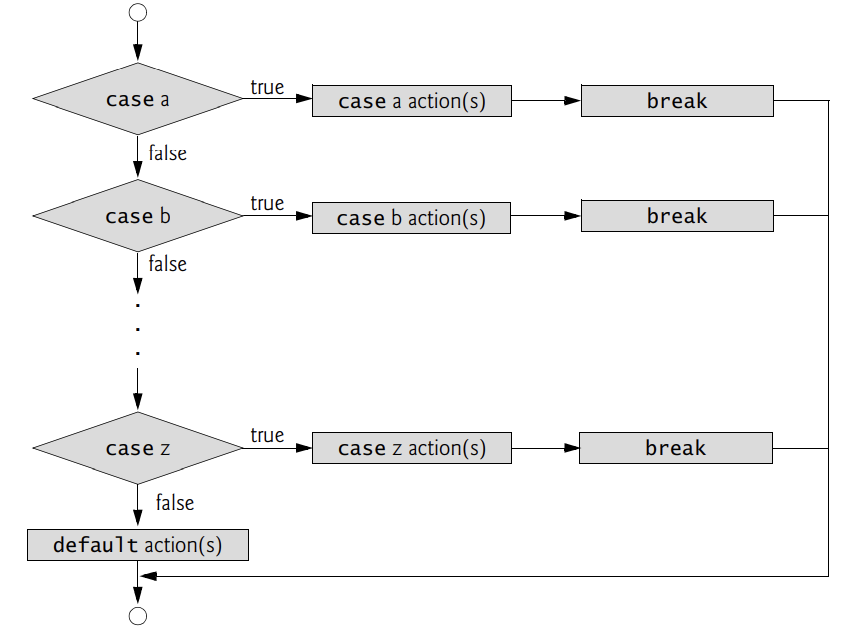 true
case a
case a action(s)
break
false
true
case b
case b action(s)
break
false
.
.
.
true
case z
case z action(s)
break
false
default action(s)